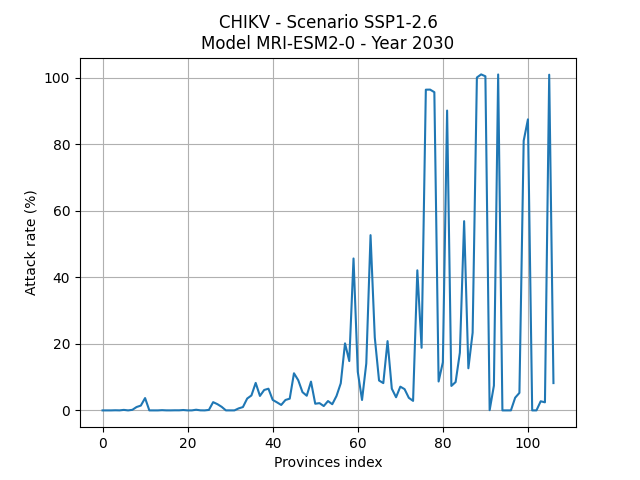 CHIKV - Scenario SSP1-2.6
Model MRI-ESM2-0 - Year 2030
100
80
60
40
20
0
Attack rate (%)
0 20 40 60 80 100
Provinces index